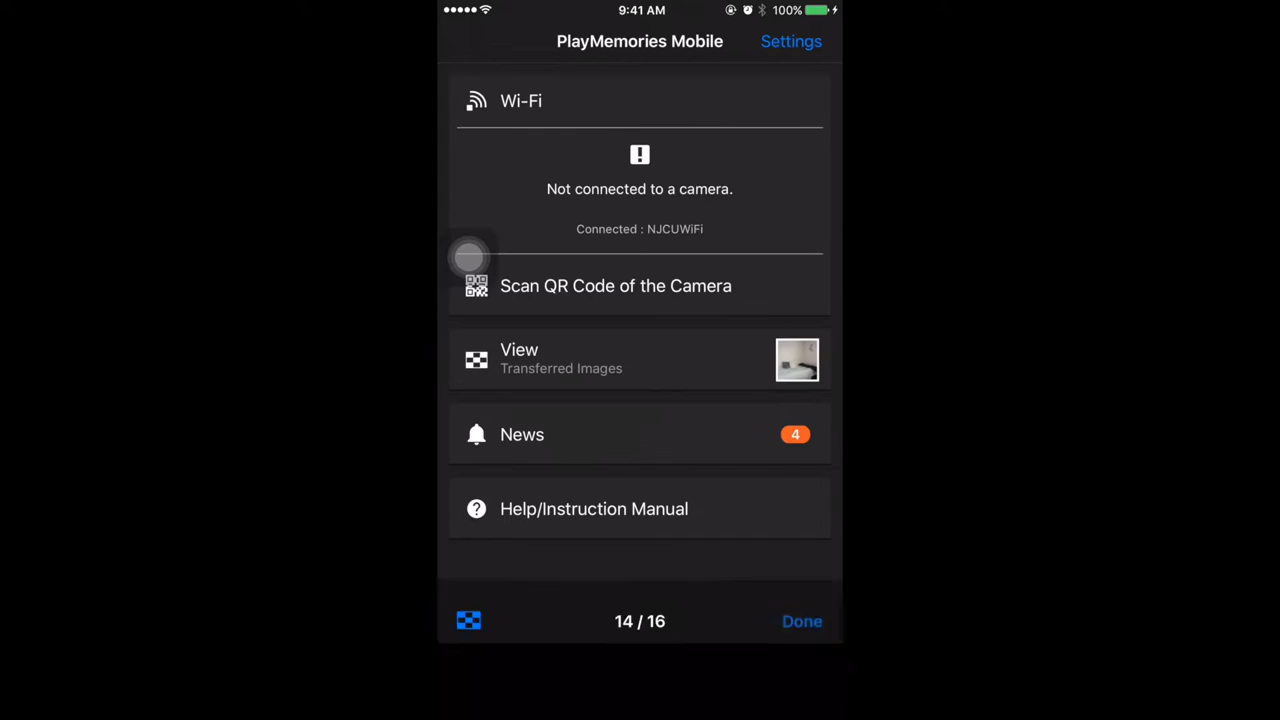 9:41 AM
100%
PlayMemories Mobile
Settings
Wi-Fi
Not connected to a camera.
Connected : NJCUWiFi
Scan QR Code of the Camera
View
Transferred Images
News
4
Help/Instruction Manual
14 / 16
Done